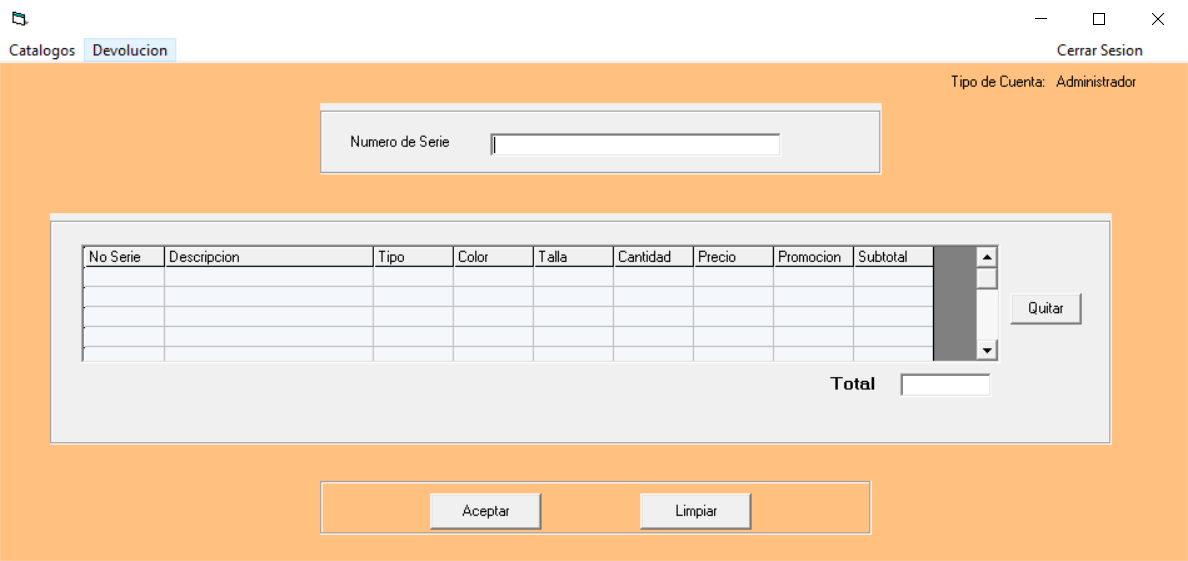 Catalogos Devolucion Cerrar Sesion
Tipo de Cuenta: Administrador
Numero de Serie
No Serie Descripcion Tipo Color Talla Cantidad Precio Promocion Subtotal
Quitar
Total
Aceptar Limpiar